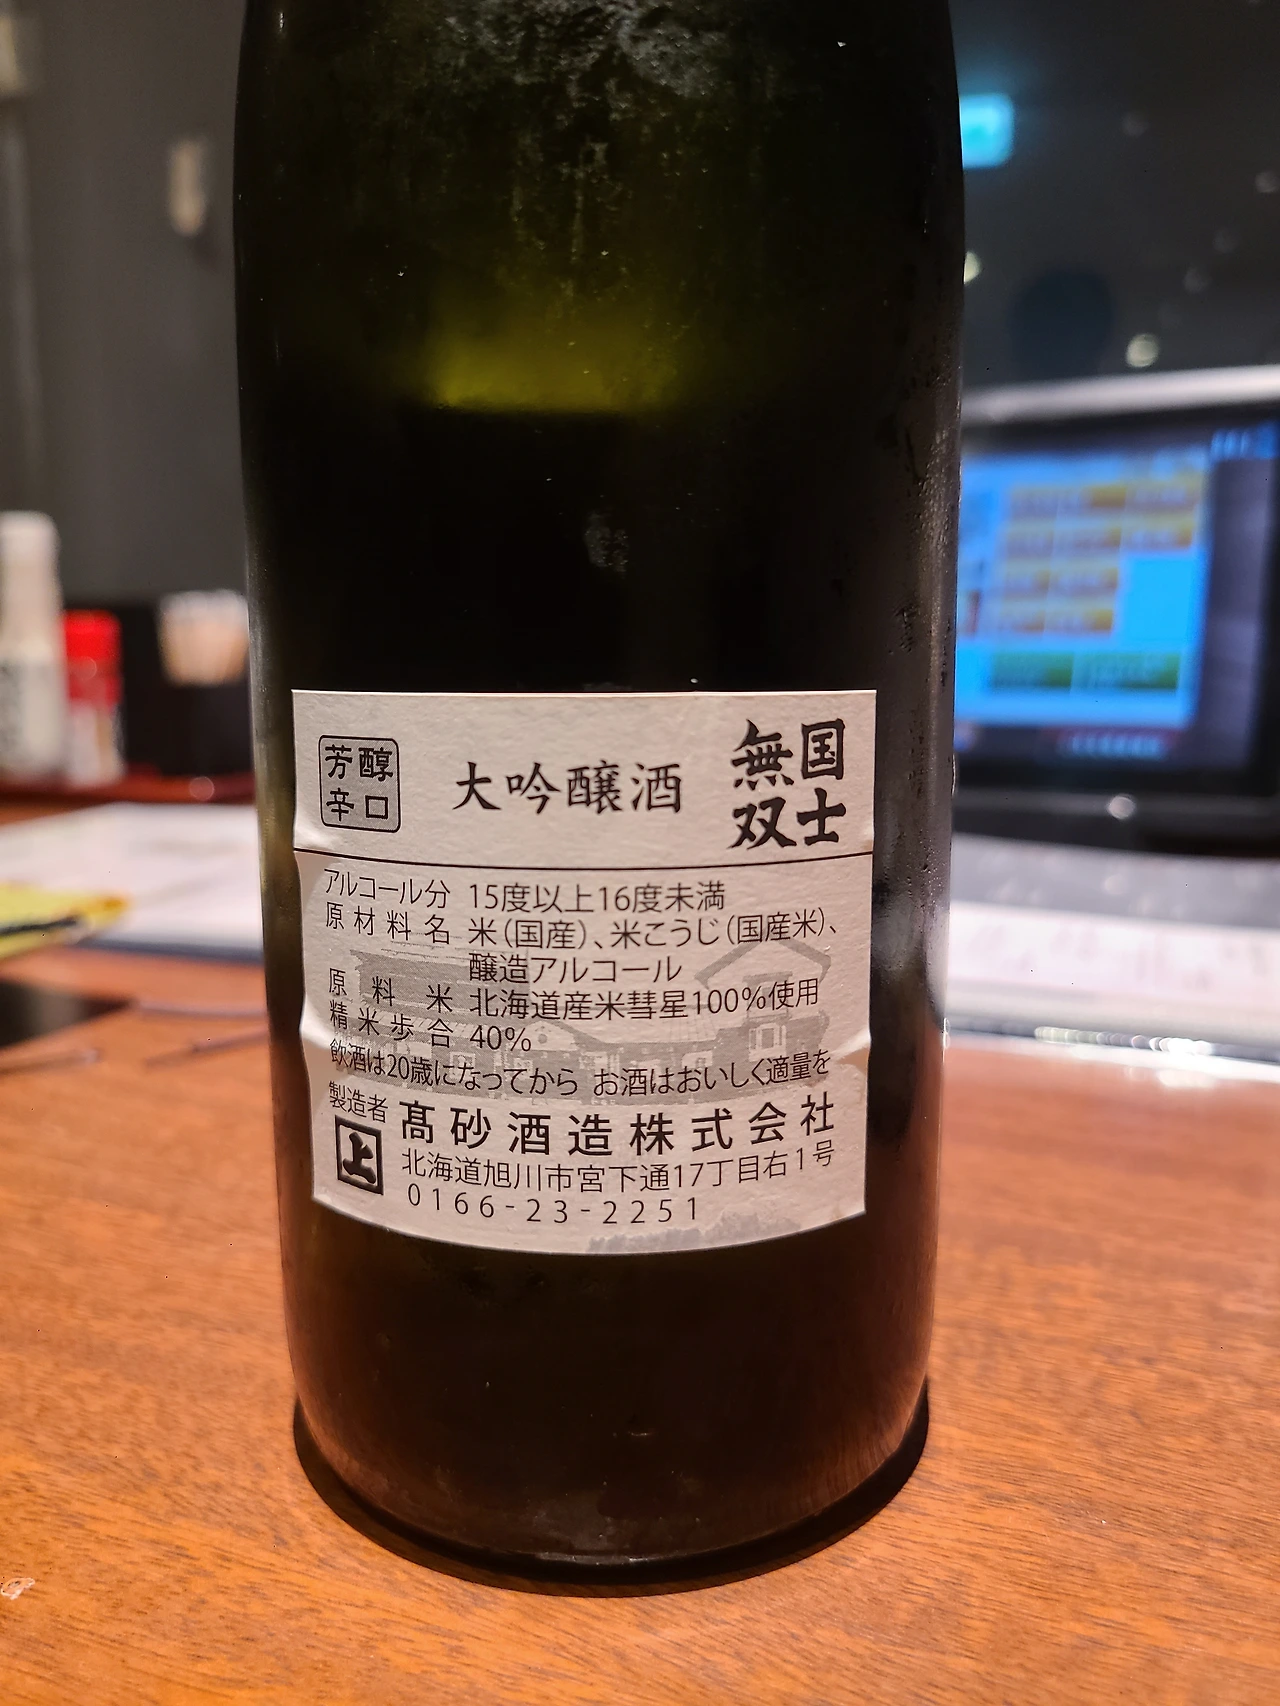 芳醇
辛口
大吟醸酒
国士
無双
アルコール分 15度以上16度未満
原材料名 米(国産)、米こうじ(国産米)、
醸造アルコール
原料米 北海道産米彗星100%使用
精米歩合 40%
飲酒は20歳になってから お酒はおいしく適量を
製造者 髙砂酒造株式会社
上
北海道旭川市宮下通17丁目右1号
0166-23-2251